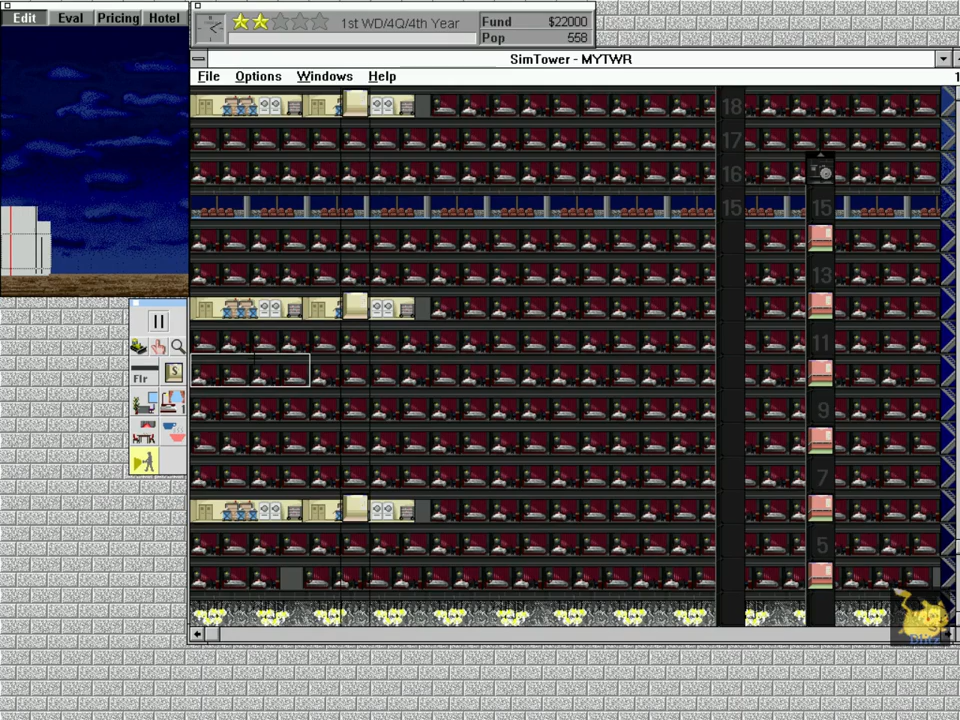 Edit Eval Pricing Hotel
1st WD/4Q/4th Year
Fund $22000
Pop 558
SimTower - MYTWR
File Options Windows Help
18
17
16
15 15
13
11
9
7
5
Flr
S
Blitz